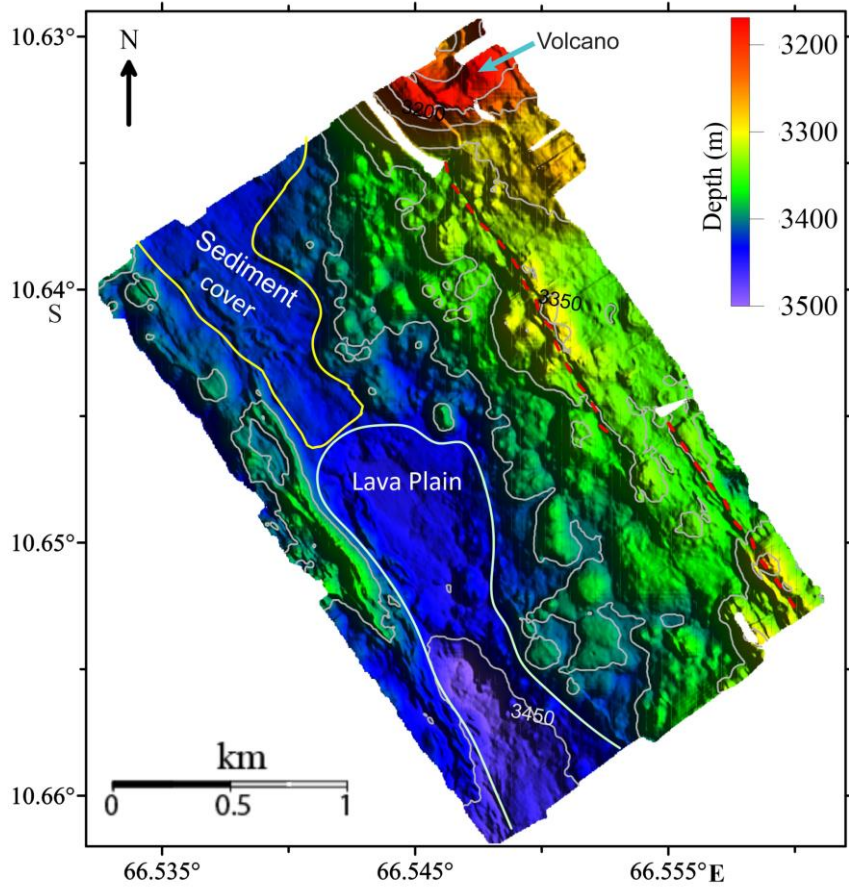 10.63°
N
Volcano
3200
3200
3300
Depth (m)
3400
3500
10.64°
S
Sediment
cover
3350
Lava Plain
10.65°
3450
km
0 0.5 1
10.66°
66.535° 66.545° 66.555°E